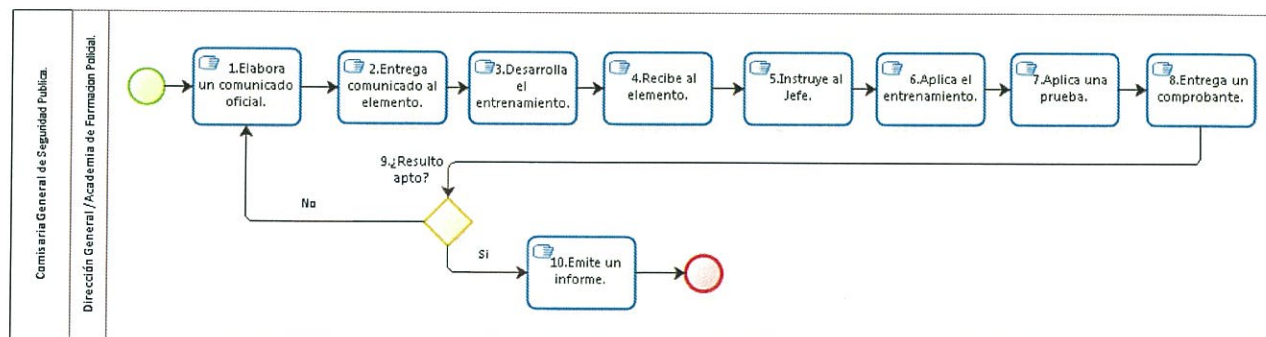 Comisaria General de Seguridad Publica.
Dirección General /Academia de Formacion Policial.
1.Elabora
un comunicado
oficial.
2.Entrega
comunicado al
elemento.
3.Desarrolla
el
entrenamiento.
4.Recibe al
elemento.
5.Instruye al
Jefe.
6.Aplica el
entrenamiento.
7.Aplica una
prueba.
8.Entrega un
comprobante.
9.¿Resulto
apto?
No
Si
10.Emite un
informe.